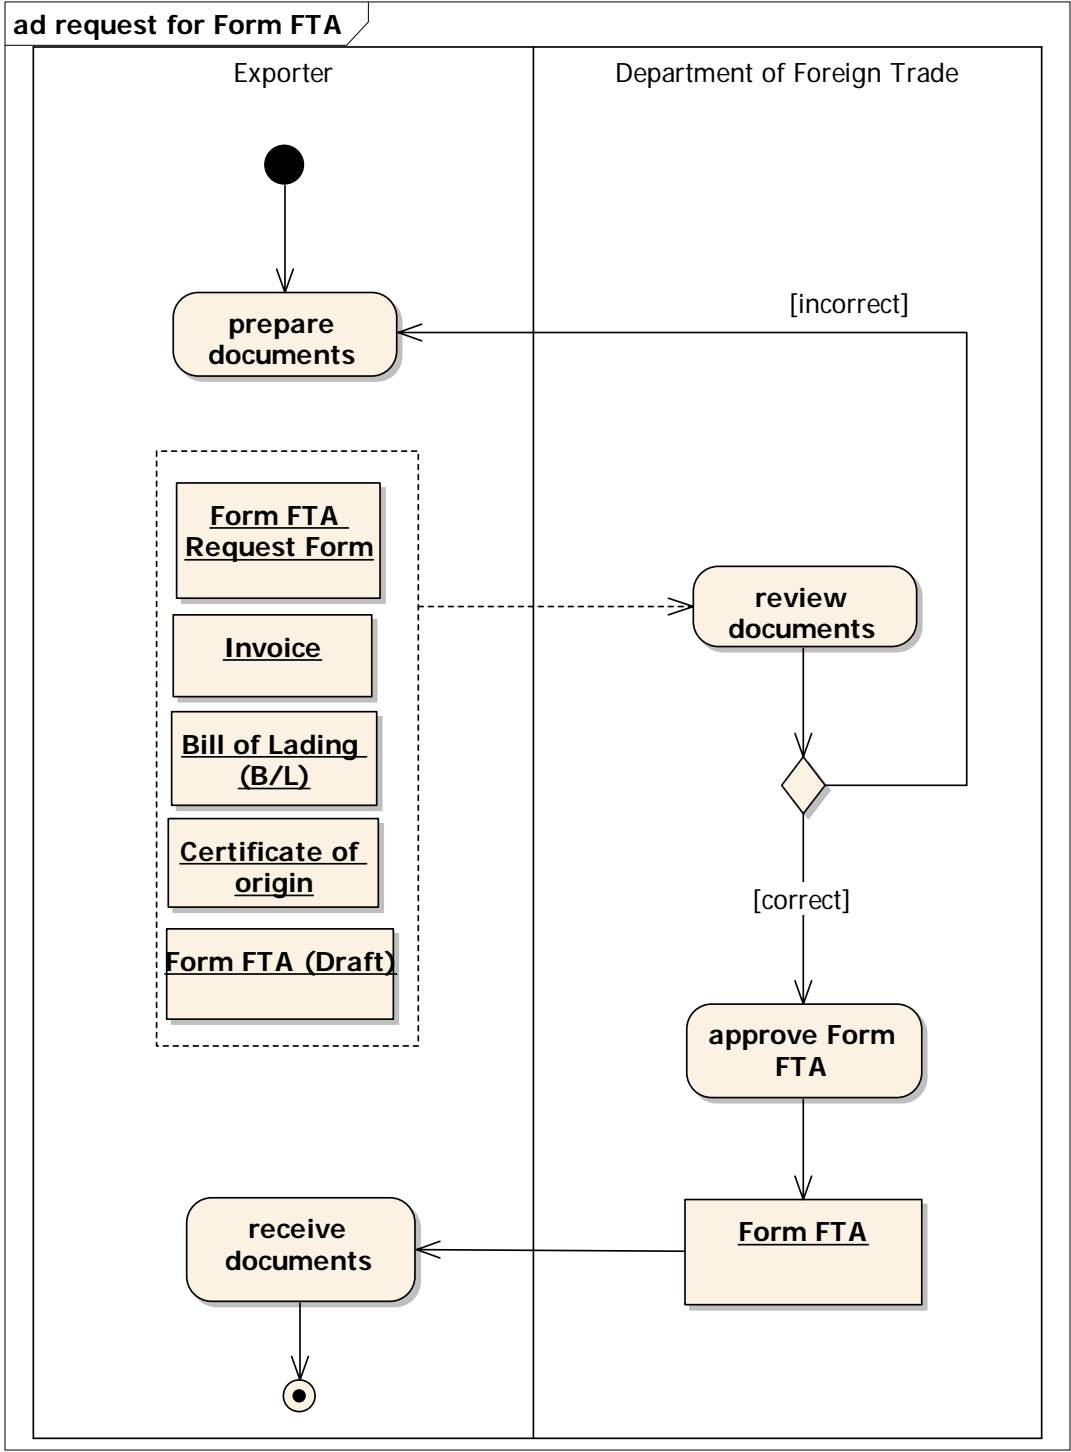 ad request for Form FTA
Exporter
Department of Foreign Trade
[incorrect]
prepare
documents
Form FTA
Request Form
Invoice
Bill of Lading
(B/L)
Certificate of
origin
Form FTA (Draft)
review
documents
[correct]
approve Form
FTA
Form FTA
receive
documents